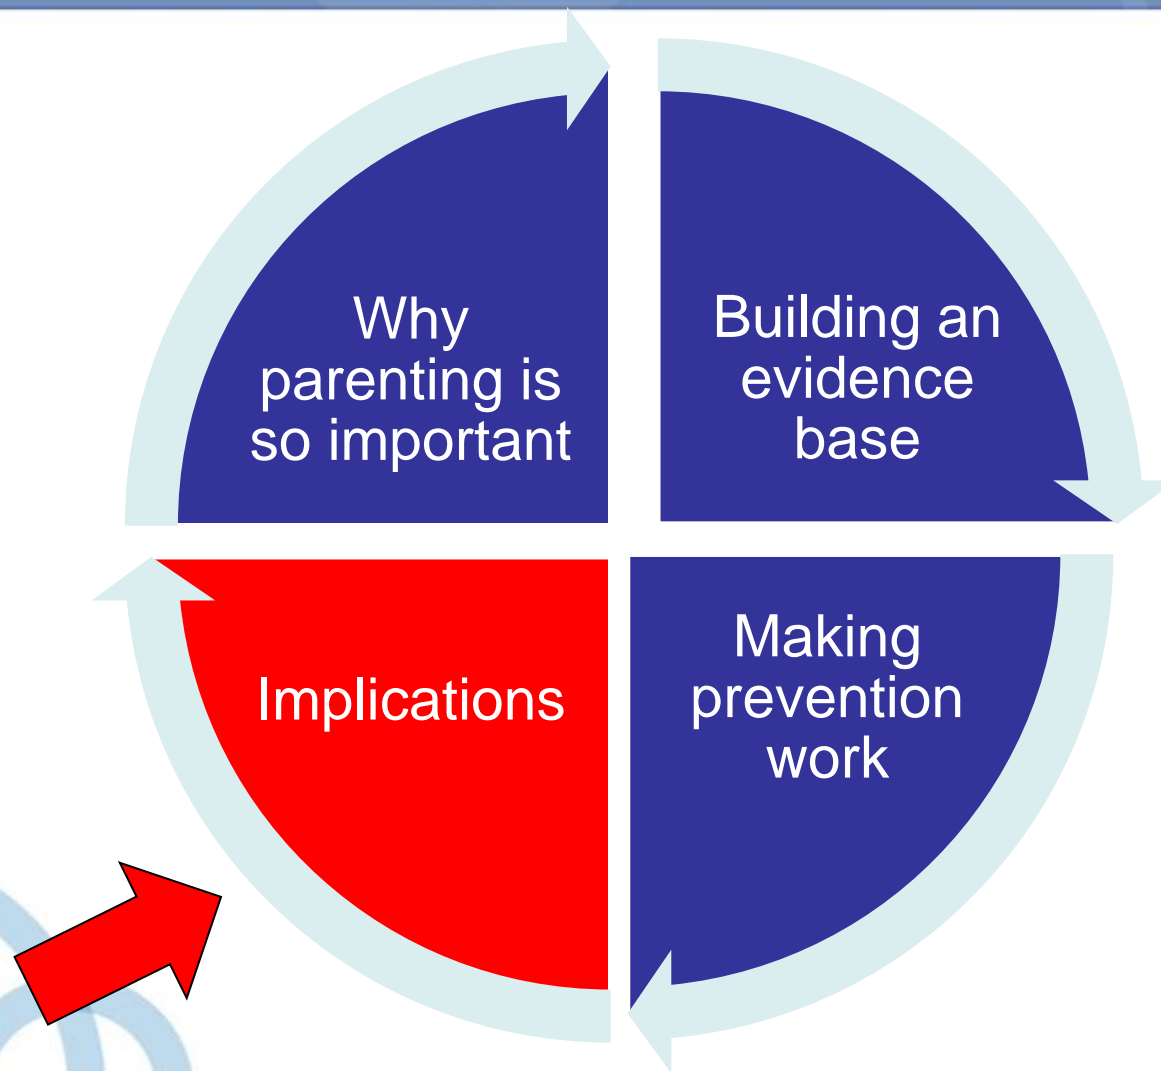 Why
parenting is
so important
Building an
evidence
base
Making
prevention
work
Implications